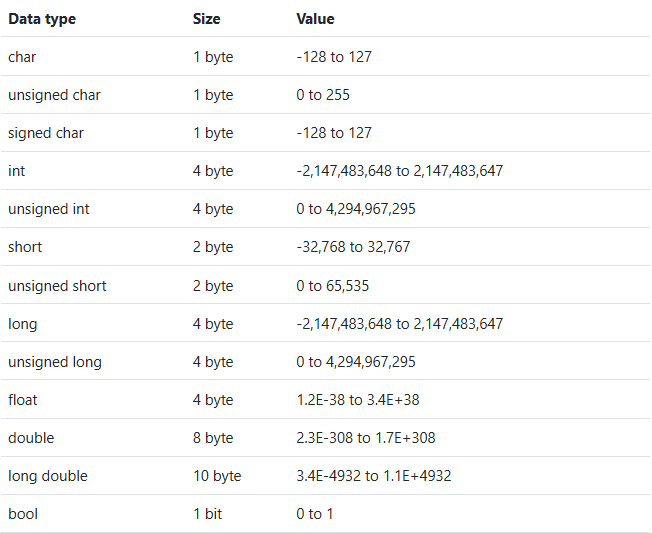 Data type Size Value
char 1 byte -128 to 127
unsigned char 1 byte 0 to 255
signed char 1 byte -128 to 127
int 4 byte -2,147,483,648 to 2,147,483,647
unsigned int 4 byte 0 to 4,294,967,295
short 2 byte -32,768 to 32,767
unsigned short 2 byte 0 to 65,535
long 4 byte -2,147,483,648 to 2,147,483,647
unsigned long 4 byte 0 to 4,294,967,295
float 4 byte 1.2E-38 to 3.4E+38
double 8 byte 2.3E-308 to 1.7E+308
long double 10 byte 3.4E-4932 to 1.1E+4932
bool 1 bit 0 to 1